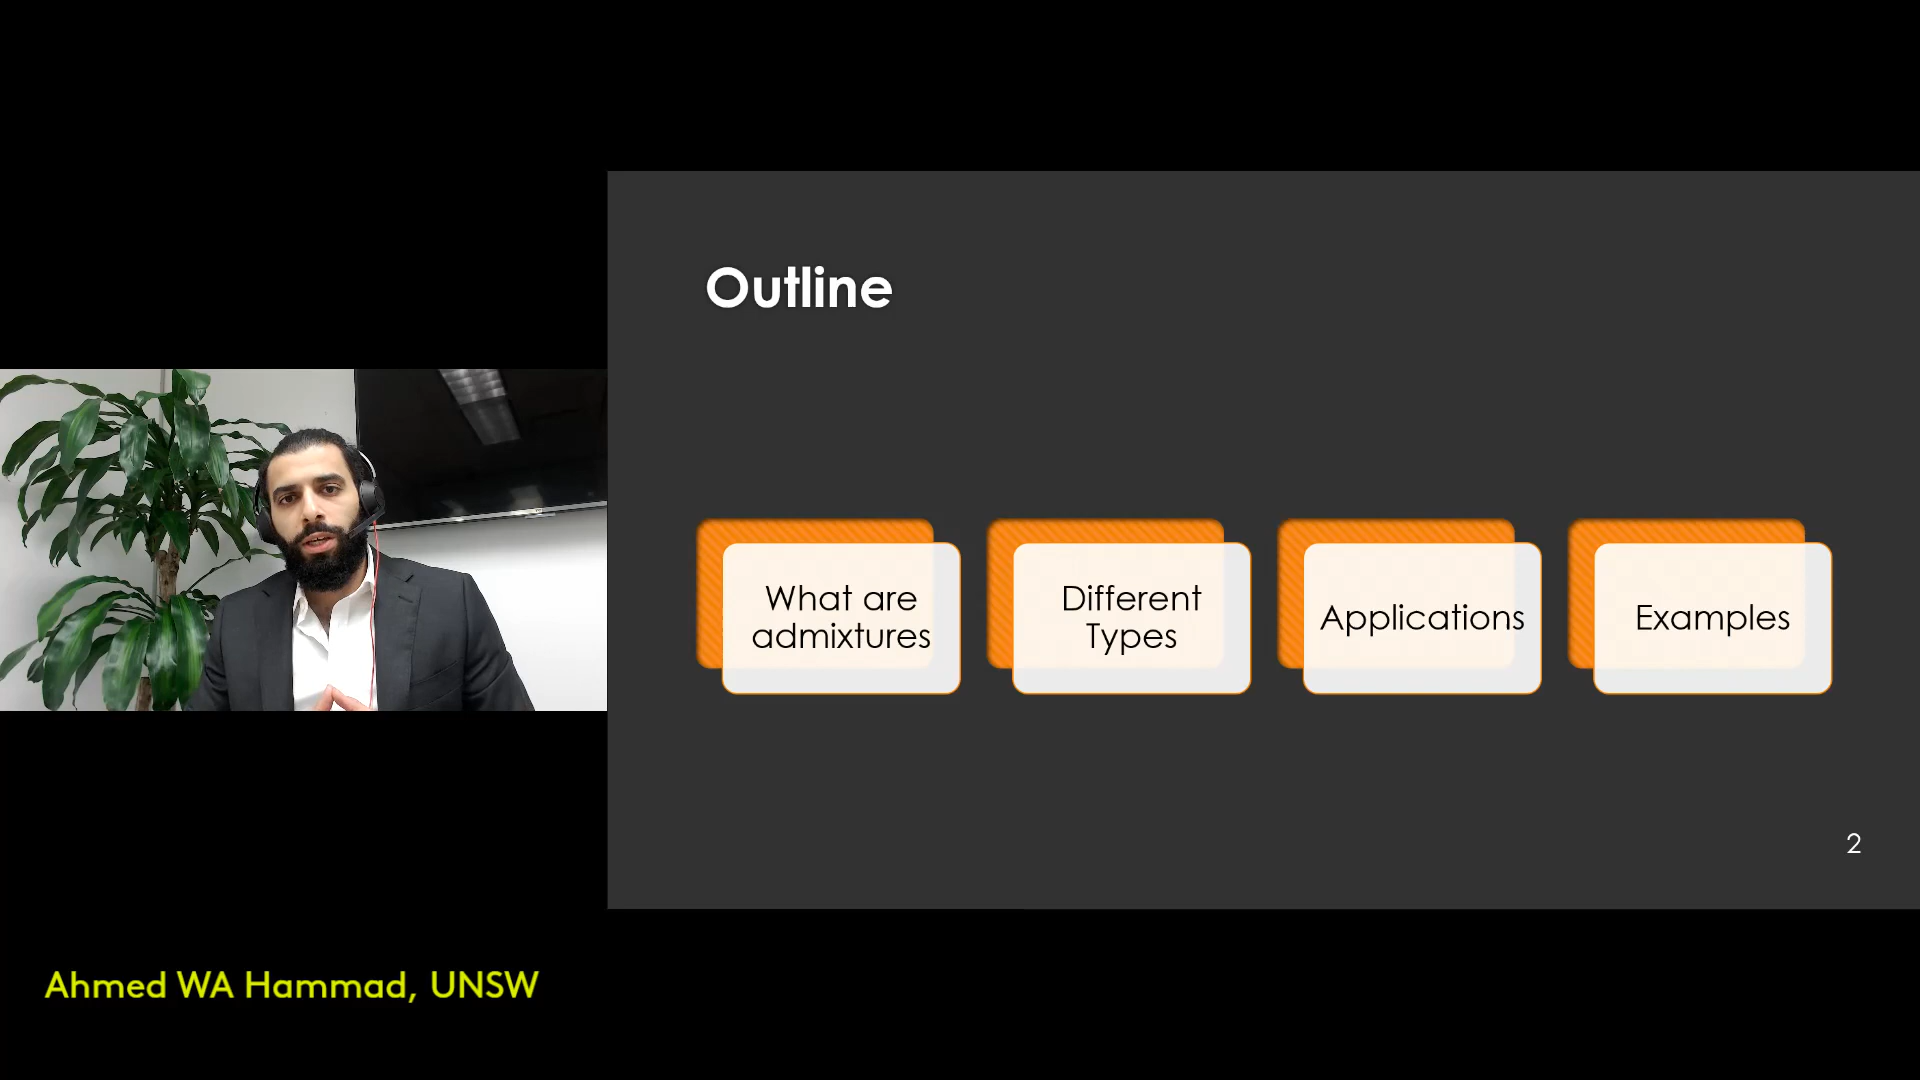 Outline
What are
admixtures
Different
Types
Applications
Examples
2
Ahmed WA Hammad, UNSW